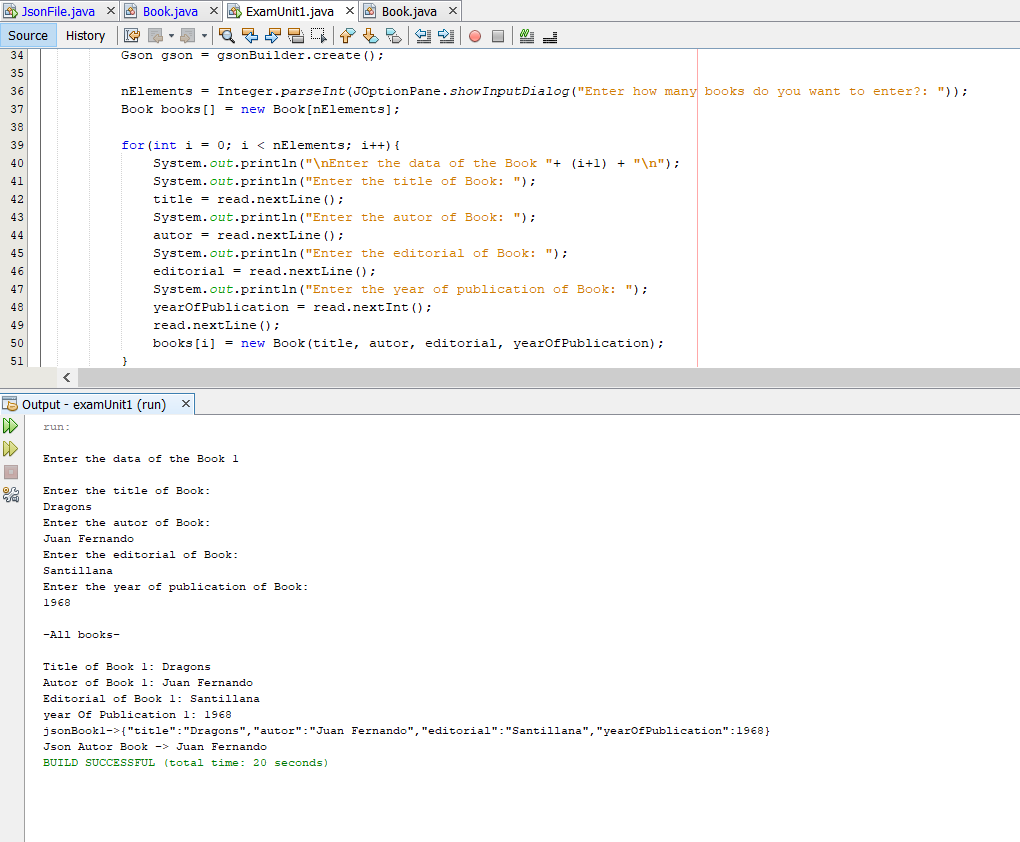 JsonFile.java × Book.java × ExamUnit1.java × Book.java ×
Source History
34 Gson gson = gsonBuilder.create();
35
36 nElements = Integer.parseInt(JOptionPane.showInputDialog("Enter how many books do you want to enter?: "));
37 Book books[] = new Book[nElements];
38
39 for(int i = 0; i < nElements; i++){
40 System.out.println("\nEnter the data of the Book "+ (i+1) + "\n");
41 System.out.println("Enter the title of Book: ");
42 title = read.nextLine();
43 System.out.println("Enter the autor of Book: ");
44 autor = read.nextLine();
45 System.out.println("Enter the editorial of Book: ");
46 editorial = read.nextLine();
47 System.out.println("Enter the year of publication of Book: ");
48 yearOfPublication = read.nextInt();
49 read.nextLine();
50 books[i] = new Book(title, autor, editorial, yearOfPublication);
51 }
Output - examUnit1 (run) ×
run:
Enter the data of the Book 1
Enter the title of Book:
Dragons
Enter the autor of Book:
Juan Fernando
Enter the editorial of Book:
Santillana
Enter the year of publication of Book:
1968
-All books-
Title of Book 1: Dragons
Autor of Book 1: Juan Fernando
Editorial of Book 1: Santillana
year Of Publication 1: 1968
jsonBook1->{"title":"Dragons","autor":"Juan Fernando","editorial":"Santillana","yearOfPublication":1968}
Json Autor Book -> Juan Fernando
BUILD SUCCESSFUL (total time: 20 seconds)